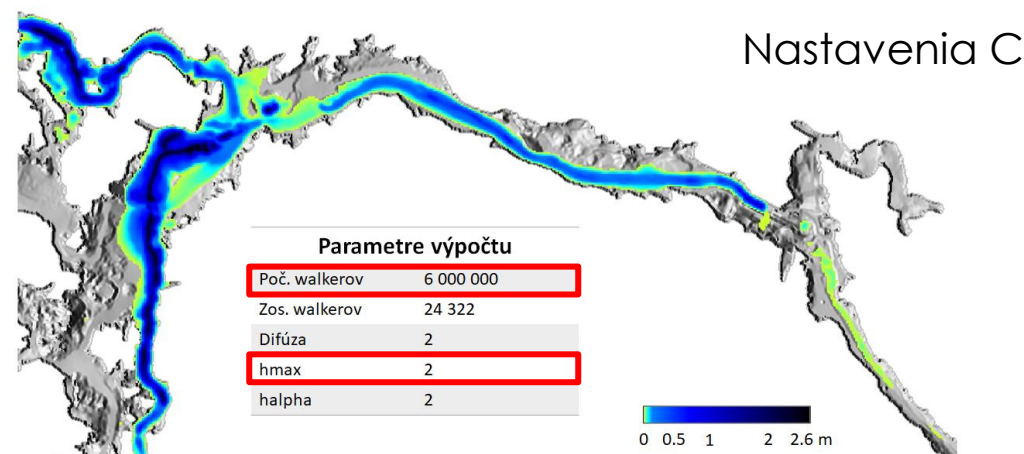 Nastavenia C
Parametre výpočtu
Poč. walkerov 6 000 000
Zos. walkerov 24 322
Difúza 2
hmax 2
halpha 2
0 0.5 1 2 2.6 m